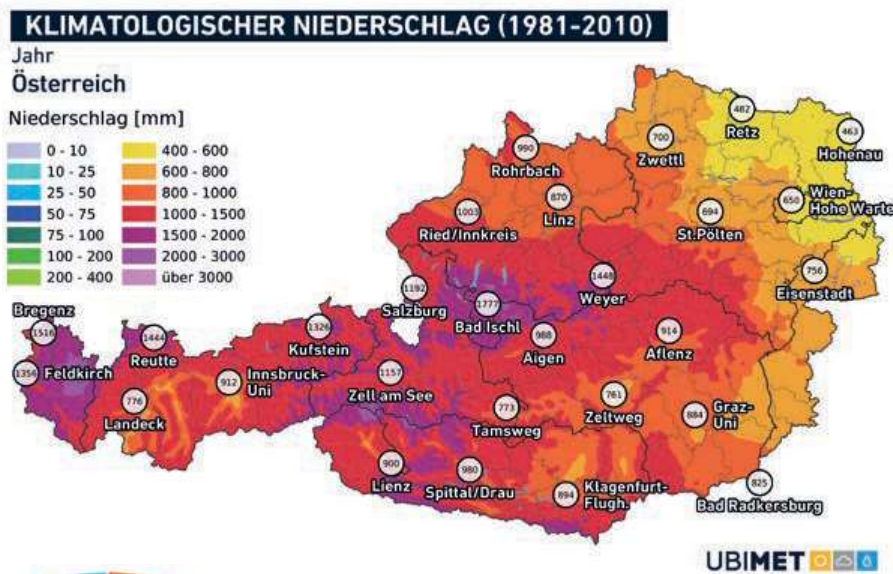 KLIMATOLOGISCHER NIEDERSCHLAG (1981-2010)
Jahr
Österreich
Niederschlag [mm]
0 - 10
10 - 25
25 - 50
50 - 75
75 - 100
100 - 200
200 - 400
400 - 600
600 - 800
800 - 1000
1000 - 1500
1500 - 2000
2000 - 3000
über 3000
482
Retz
463
Hohenau
700
Zwettl
990
Rohrbach
870
Linz
650
Wien-
Hohe Warte
1003
Ried/Innkreis
694
St.Pölten
756
Eisenstadt
1448
Weyer
1192
Salzburg
1777
Bad Ischl
Bregenz
1516
1444
Reutte
1326
Kufstein
988
Aigen
914
Aflenz
1356
Feldkirch
912
Innsbruck-
Uni
1157
Zell am See
776
Landeck
773
Tamsweg
761
Zeltweg
884
Graz-
Uni
900
Lienz
980
Spittal/Drau
894
Klagenfurt-
Flugh.
825
Bad Radkersburg
UBIMET